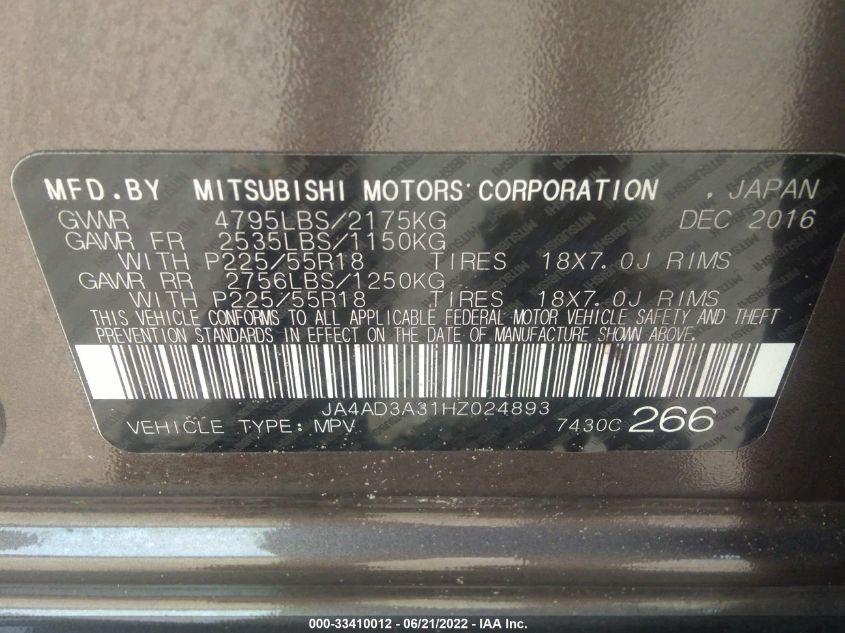 MFD.BY MITSUBISHI MOTORS CORPORATION , JAPAN
GVWR 4795LBS/2175KG DEC 2016
GAWR FR 2535LBS/1150KG
WITH P225/55R18 TIRES 18X7.0J RIMS
GAWR RR 2756LBS/1250KG
WITH P225/55R18 TIRES 18X7.0J RIMS
THIS VEHICLE CONFORMS TO ALL APPLICABLE FEDERAL MOTOR VEHICLE SAFETY AND THEFT
PREVENTION STANDARDS IN EFFECT ON THE DATE OF MANUFACTURE SHOWN ABOVE.
JA4AD3A31HZ024893
VEHICLE TYPE: MPV 7430C 266
000-33410012 - 06/21/2022 - IAA Inc.